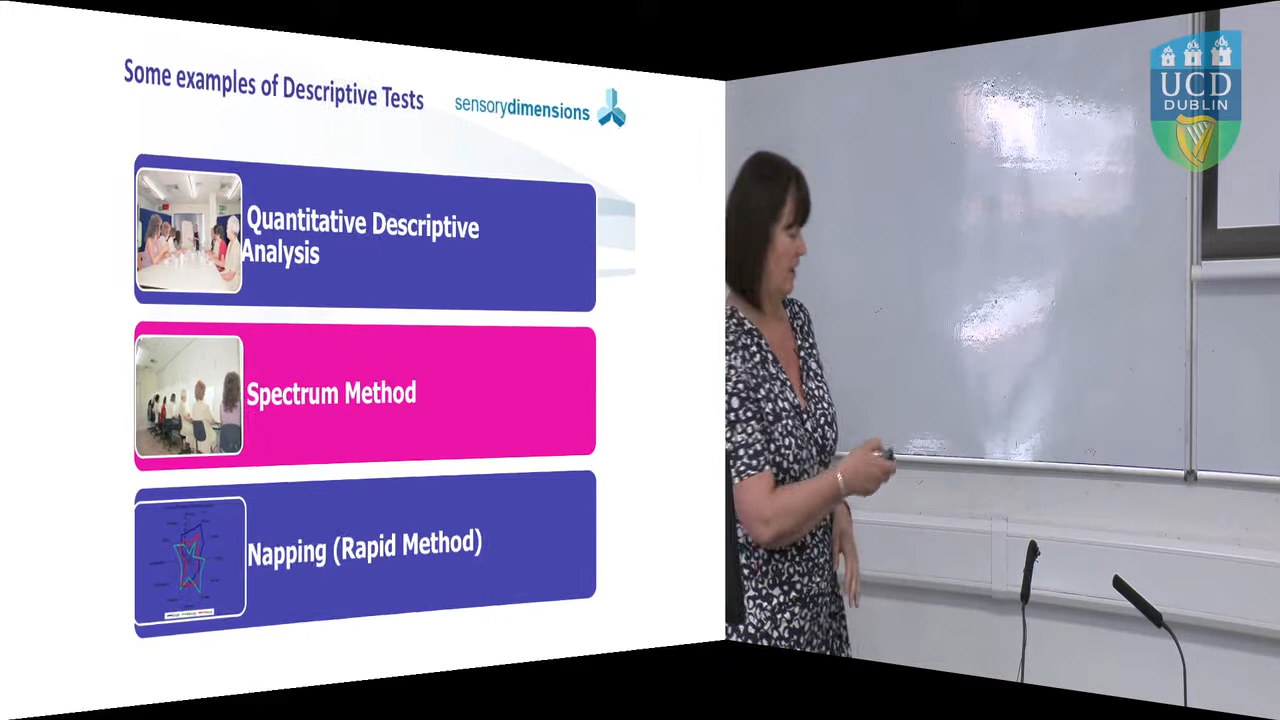 Some examples of Descriptive Tests
sensorydimensions
Quantitative Descriptive
Analysis
Spectrum Method
Napping (Rapid Method)
UCD
DUBLIN